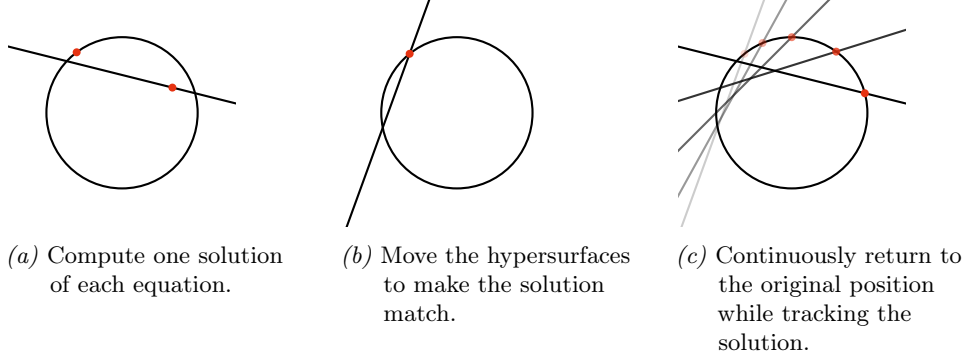 (a) Compute one solution
of each equation.
(b) Move the hypersurfaces
to make the solution
match.
(c) Continuously return to
the original position
while tracking the
solution.